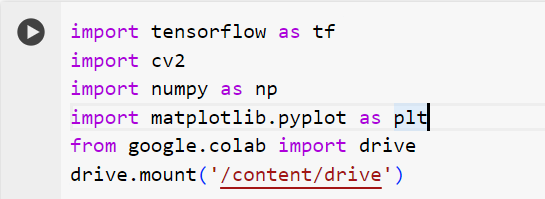 import tensorflow as tf
import cv2
import numpy as np
import matplotlib.pyplot as plt
from google.colab import drive
drive.mount('/content/drive')